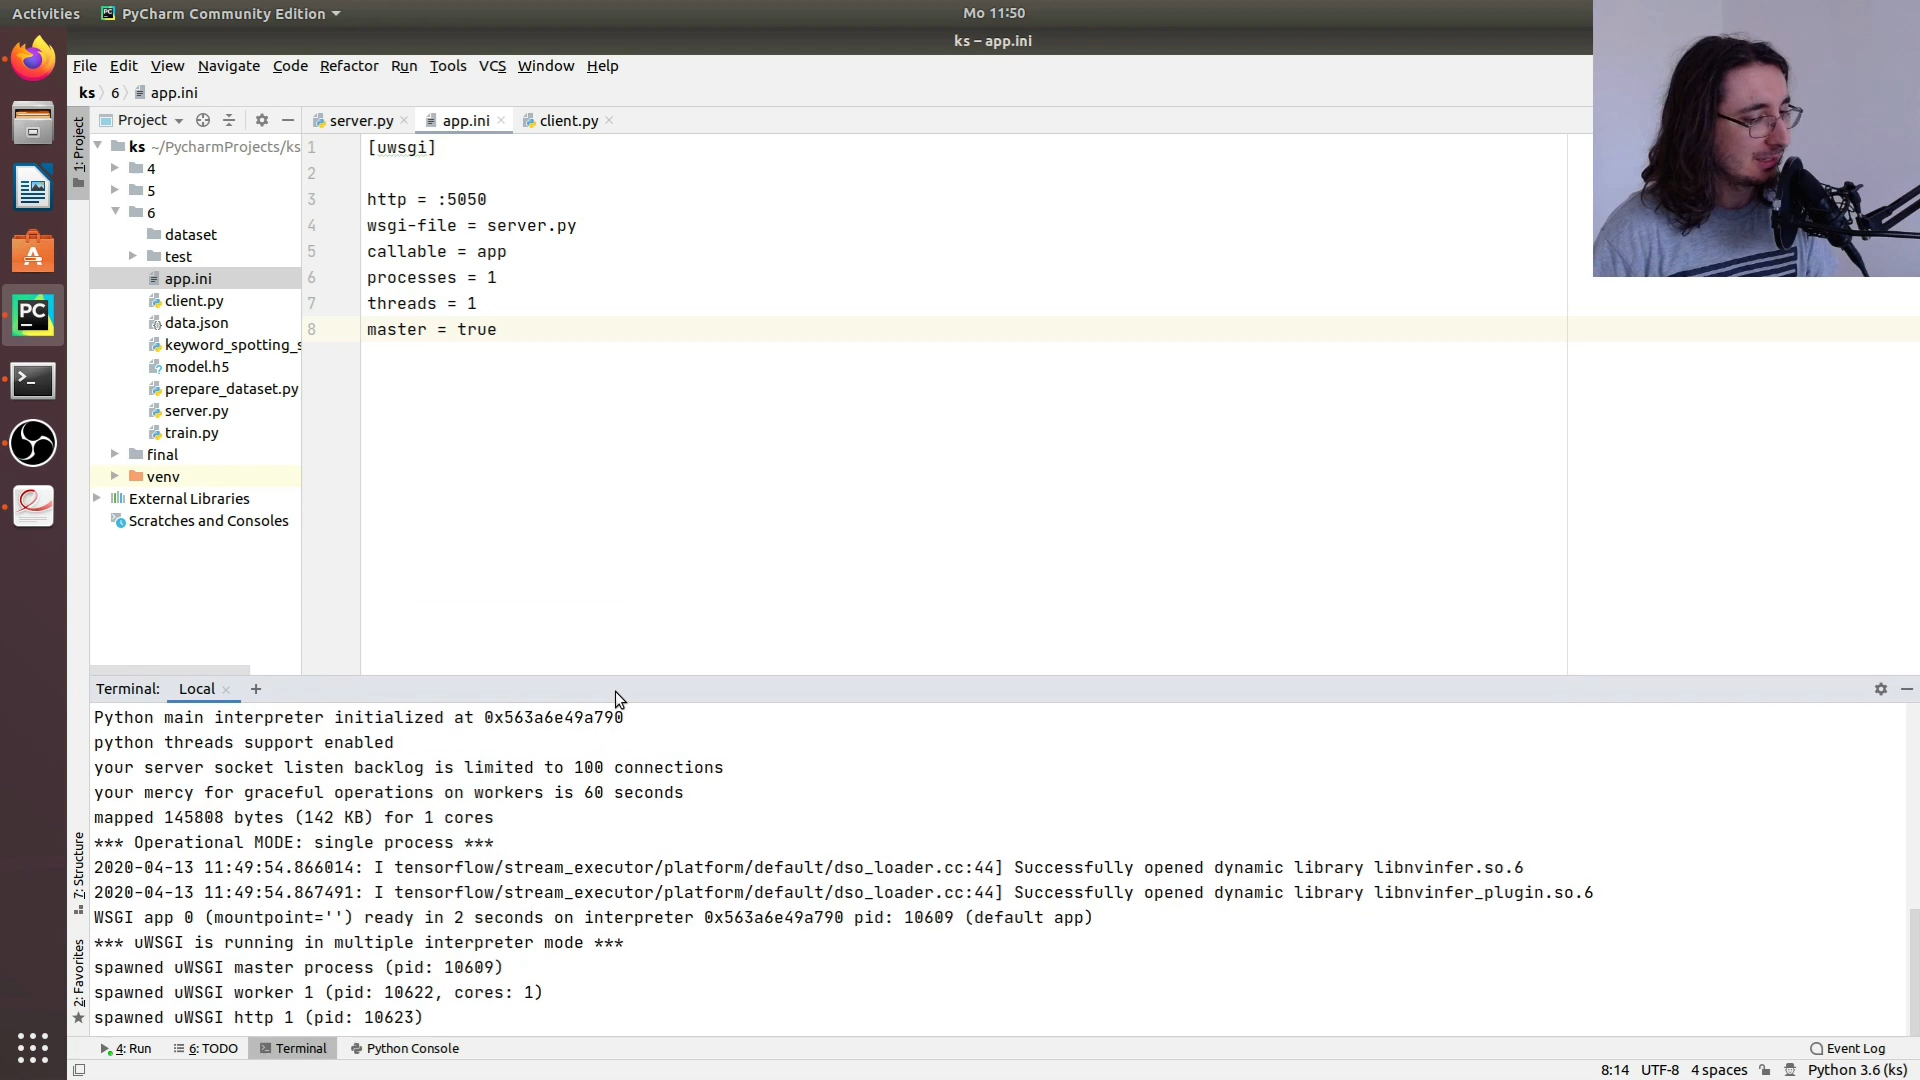 Activities PyCharm Community Edition Mo 11:50
ks – app.ini
File Edit View Navigate Code Refactor Run Tools VCS Window Help
ks 6 app.ini
1: Project
Project
server.py app.ini client.py
ks ~/PycharmProjects/ks
4
5
6
dataset
test
app.ini
client.py
data.json
keyword_spotting_s
model.h5
prepare_dataset.py
server.py
train.py
final
venv
External Libraries
Scratches and Consoles
1 [uwsgi]
2
3 http = :5050
4 wsgi-file = server.py
5 callable = app
6 processes = 1
7 threads = 1
8 master = true
Terminal: Local +
Python main interpreter initialized at 0x563a6e49a790
python threads support enabled
your server socket listen backlog is limited to 100 connections
your mercy for graceful operations on workers is 60 seconds
mapped 145808 bytes (142 KB) for 1 cores
*** Operational MODE: single process ***
2020-04-13 11:49:54.866014: I tensorflow/stream_executor/platform/default/dso_loader.cc:44] Successfully opened dynamic library libnvinfer.so.6
2020-04-13 11:49:54.867491: I tensorflow/stream_executor/platform/default/dso_loader.cc:44] Successfully opened dynamic library libnvinfer_plugin.so.6
WSGI app 0 (mountpoint='') ready in 2 seconds on interpreter 0x563a6e49a790 pid: 10609 (default app)
*** uWSGI is running in multiple interpreter mode ***
spawned uWSGI master process (pid: 10609)
spawned uWSGI worker 1 (pid: 10622, cores: 1)
spawned uWSGI http 1 (pid: 10623)
7: Structure
2: Favorites
4: Run 6: TODO Terminal Python Console Event Log
8:14 UTF-8 4 spaces Python 3.6 (ks)
PC